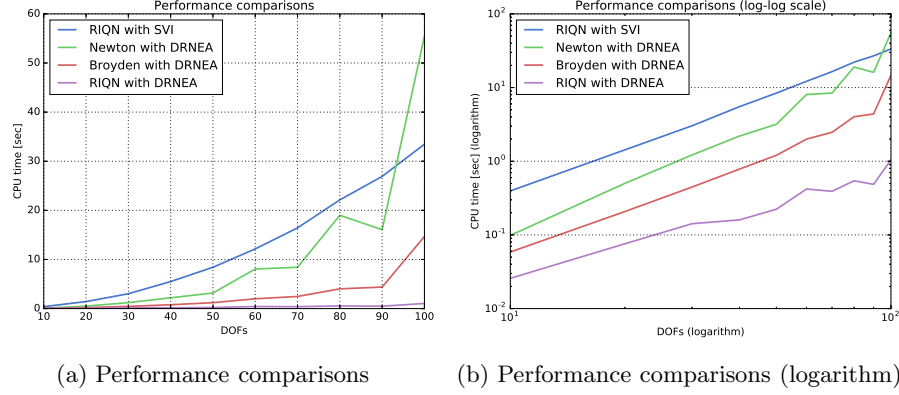 Performance comparisons
RIQN with SVI
Newton with DRNEA
Broyden with DRNEA
RIQN with DRNEA
CPU time [sec]
60
50
40
30
20
10
0
10 20 30 40 50 60 70 80 90 100
DOFs
(a) Performance comparisons
Performance comparisons (log-log scale)
RIQN with SVI
Newton with DRNEA
Broyden with DRNEA
RIQN with DRNEA
CPU time [sec] (logarithm)
10^2
10^1
10^0
10^-1
10^-2
10^1 10^2
DOFs (logarithm)
(b) Performance comparisons (logarithm)